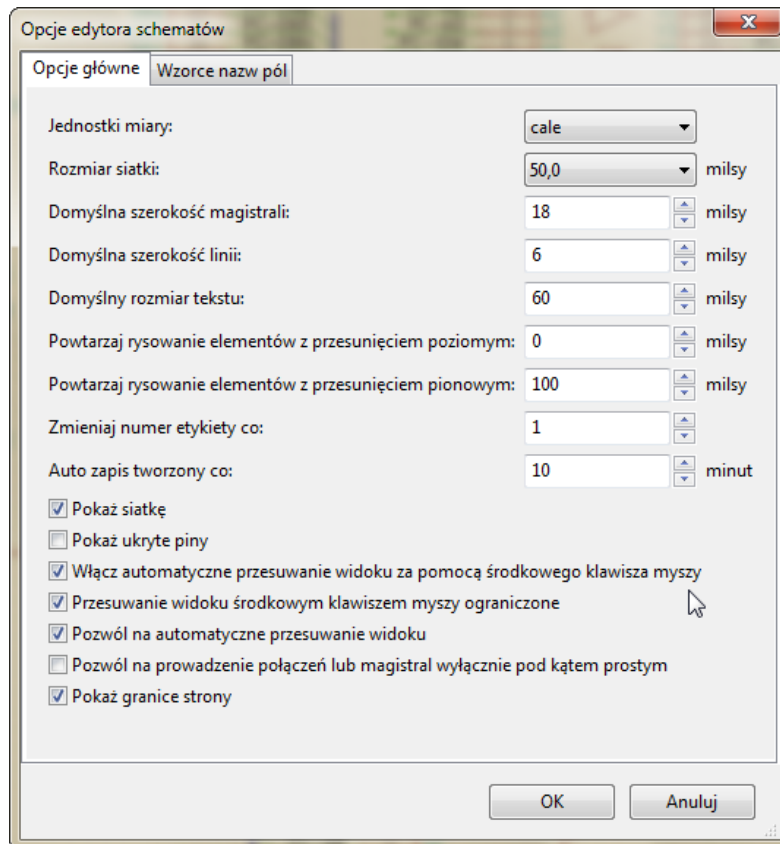 Opcje edytora schematów
Opcje główne Wzorce nazw pól
Jednostki miary: cale
Rozmiar siatki: 50,0 milsy
Domyślna szerokość magistrali: 18 milsy
Domyślna szerokość linii: 6 milsy
Domyślny rozmiar tekstu: 60 milsy
Powtarzaj rysowanie elementów z przesunięciem poziomym: 0 milsy
Powtarzaj rysowanie elementów z przesunięciem pionowym: 100 milsy
Zmieniaj numer etykiety co: 1
Auto zapis tworzony co: 10 minut
Pokaż siatkę
Pokaż ukryte piny
Włącz automatyczne przesuwanie widoku za pomocą środkowego klawisza myszy
Przesuwanie widoku środkowym klawiszem myszy ograniczone
Pozwól na automatyczne przesuwanie widoku
Pozwól na prowadzenie połączeń lub magistral wyłącznie pod kątem prostym
Pokaż granice strony
OK Anuluj